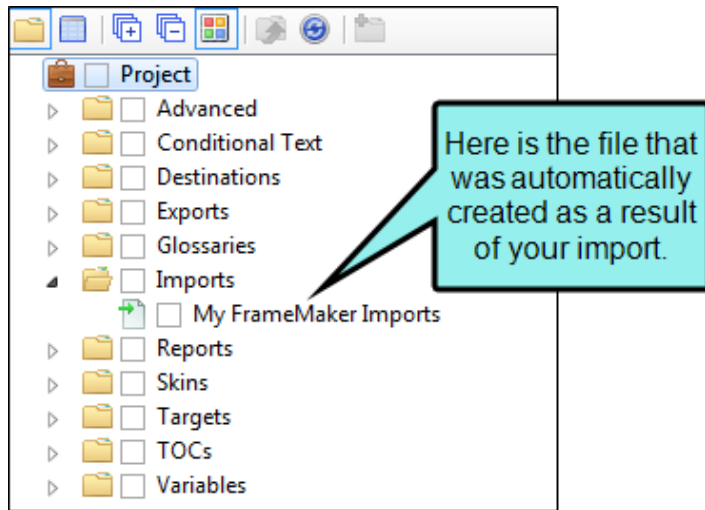 Project
Advanced
Conditional Text
Destinations
Exports
Glossaries
Imports
My FrameMaker Imports
Reports
Skins
Targets
TOCs
Variables
Here is the file that
was automatically
created as a result
of your import.